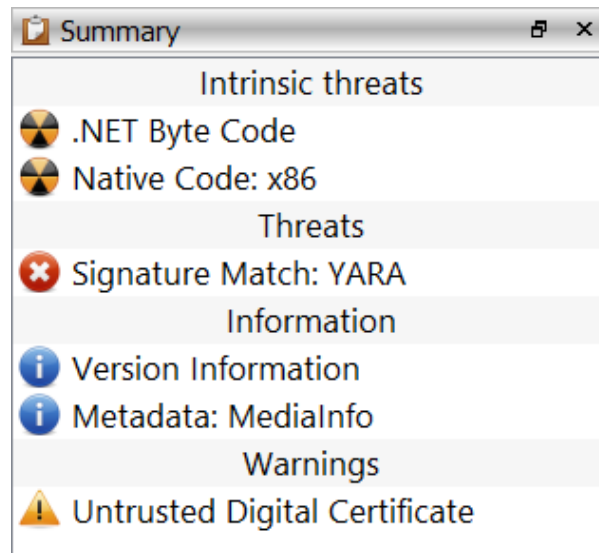 Summary
Intrinsic threats
.NET Byte Code
Native Code: x86
Threats
Signature Match: YARA
Information
Version Information
Metadata: MediaInfo
Warnings
Untrusted Digital Certificate